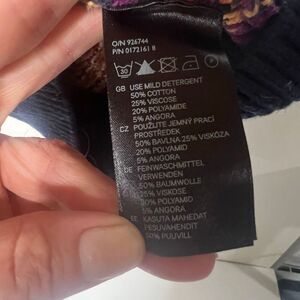 O/N 926744
P/N 0172161 8
30
GB USE MILD DETERGENT
50% COTTON
25% VISCOSE
20% POLYAMIDE
5% ANGORA
CZ POUŽIJTE JEMNÝ PRACÍ
PROSTŘEDEK
50% BAVLNA 25% VISKÓZA
20% POLYAMID
5% ANGORA
DE FEINWASCHMITTEL
VERWENDEN
50% BAUMWOLLE
25% VISKOSE
20% POLYAMID
5% ANGORA
EE KASUTA MAHEDAT
PESUVAHENDIT
50% PUUVILL